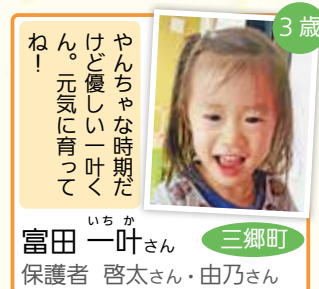 3歳
やんちゃな時期だ
けど優しい一叶く
ん。元気に育って
ね！
いちか
富田 一叶さん
三郷町
保護者 啓太さん・由乃さん